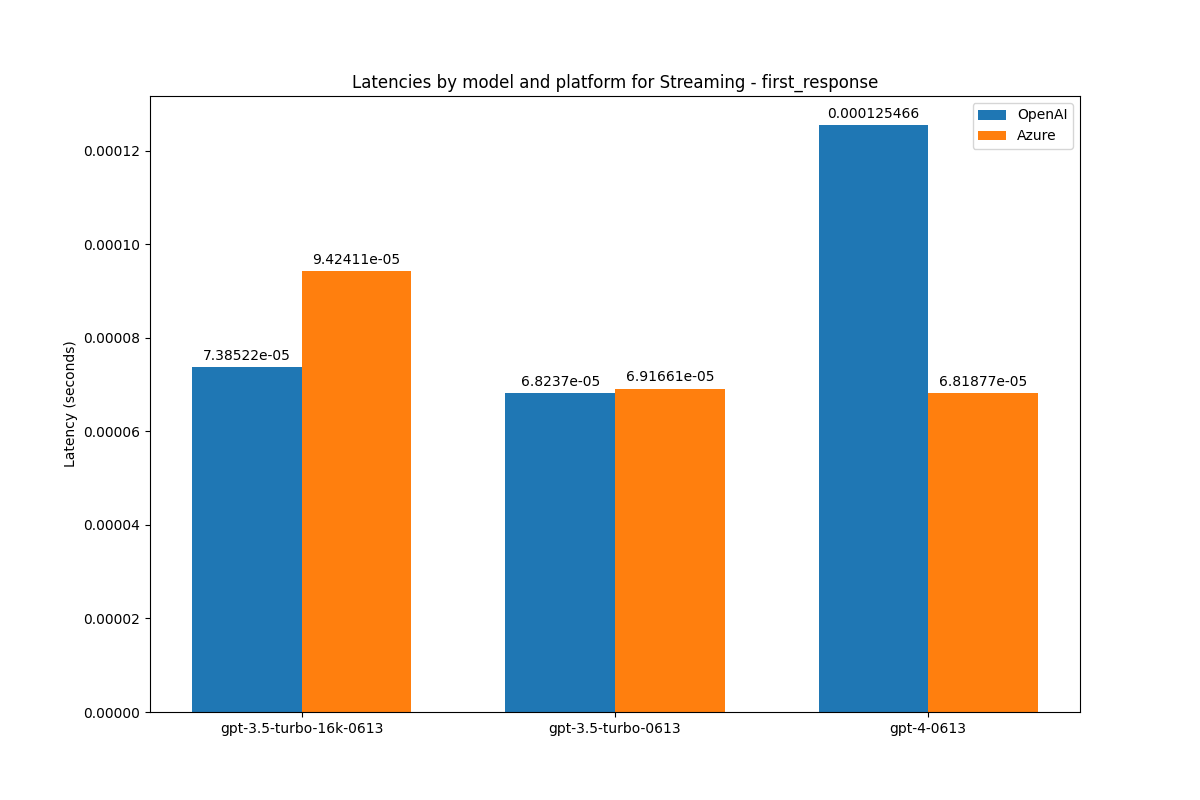 Latencies by model and platform for Streaming - first_response
0.000125466
OpenAI
Azure
0.00012
0.00010
9.42411e-05
0.00008
7.38522e-05
6.8237e-05
6.91661e-05
6.81877e-05
Latency (seconds)
0.00006
0.00004
0.00002
0.00000
gpt-3.5-turbo-16k-0613
gpt-3.5-turbo-0613
gpt-4-0613